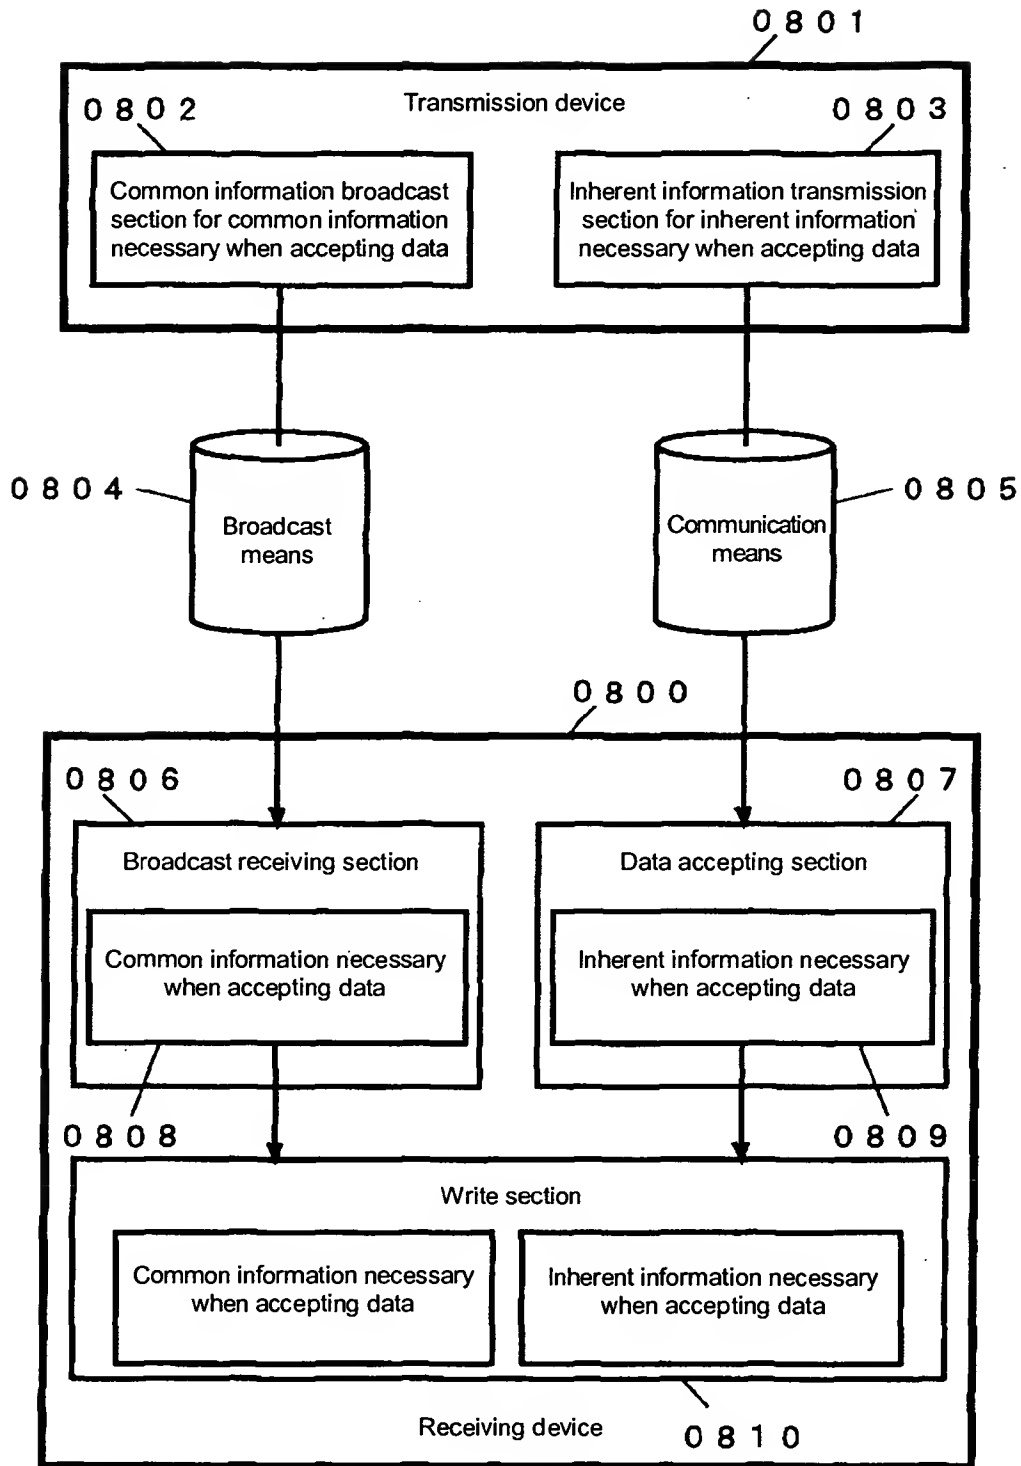 0801
Transmission device
0802
0803
Common information broadcast
section for common information
necessary when accepting data
Inherent information transmission
section for inherent information
necessary when accepting data
0804
Broadcast
means
Communication
means
0805
0800
0806
0807
Broadcast receiving section
Data accepting section
Common information necessary
when accepting data
Inherent information necessary
when accepting data
0808
0809
Write section
Common information necessary
when accepting data
Inherent information necessary
when accepting data
Receiving device
0810